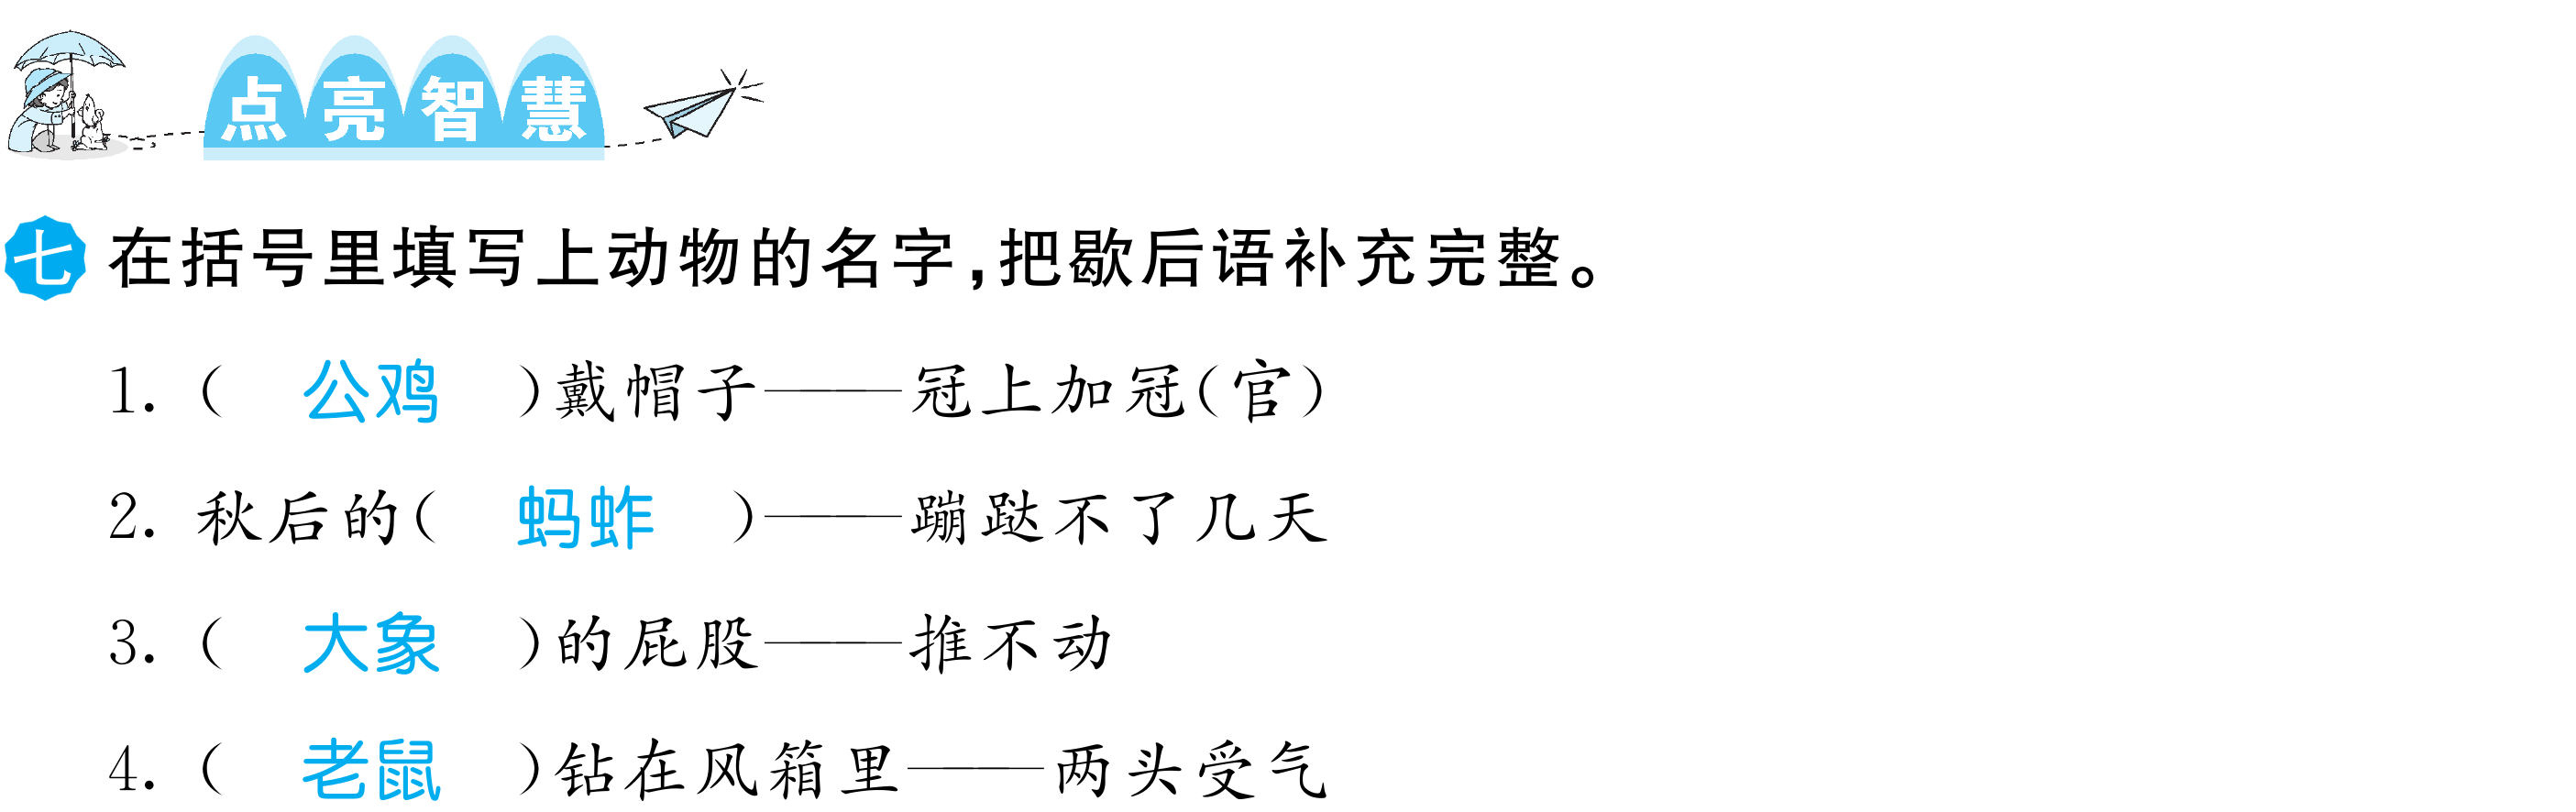 点亮智慧
七 在括号里填写上动物的名字,把歇后语补充完整。
1. ( 公鸡 )戴帽子——冠上加冠(官)
2. 秋后的( 蚂蚱 )——蹦跶不了几天
3. ( 大象 )的屁股——推不动
4. ( 老鼠 )钻在风箱里——两头受气